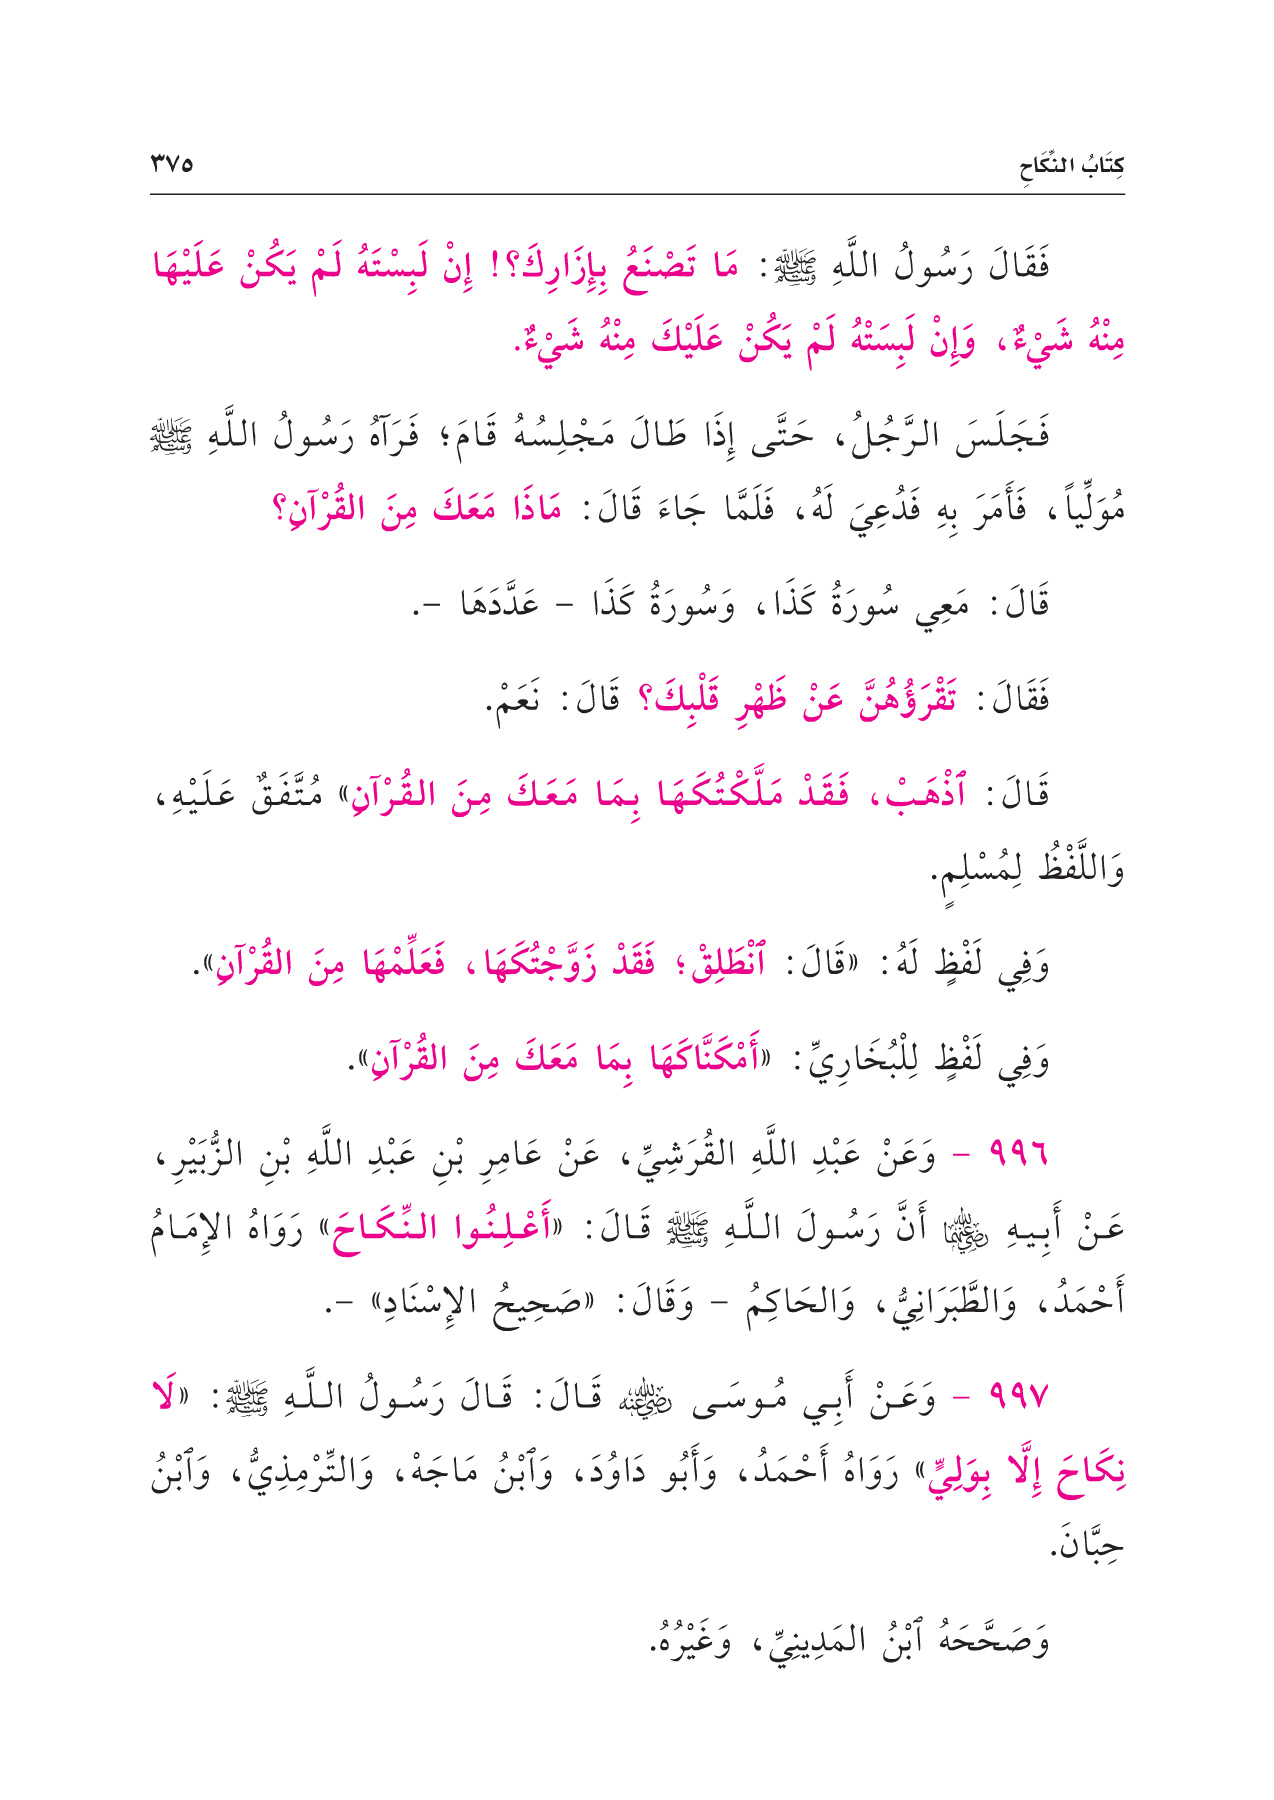 كِتَابُ النِّكَاحِ ٣٧٥
فَقَالَ رَسُولُ اللَّهِ ﷺ: مَا تَصْنَعُ بِإِزَارِكَ؟! إِنْ لَبِسْتَهُ لَمْ يَكُنْ عَلَيْهَا
مِنْهُ شَيْءٌ، وَإِنْ لَبِسَتْهُ لَمْ يَكُنْ عَلَيْكَ مِنْهُ شَيْءٌ.
فَجَلَسَ الرَّجُلُ، حَتَّى إِذَا طَالَ مَجْلِسُهُ قَامَ؛ فَرَآهُ رَسُولُ اللَّهِ ﷺ
مُوَلِّياً، فَأَمَرَ بِهِ فَدُعِيَ لَهُ، فَلَمَّا جَاءَ قَالَ: مَاذَا مَعَكَ مِنَ القُرْآنِ؟
قَالَ: مَعِي سُورَةُ كَذَا، وَسُورَةُ كَذَا – عَدَّدَهَا –.
فَقَالَ: تَقْرَؤُهُنَّ عَنْ ظَهْرِ قَلْبِكَ؟ قَالَ: نَعَمْ.
قَالَ: ٱذْهَبْ، فَقَدْ مَلَّكْتُكَهَا بِمَا مَعَكَ مِنَ القُرْآنِ» مُتَّفَقٌ عَلَيْهِ،
وَاللَّفْظُ لِمُسْلِمٍ.
وَفِي لَفْظٍ لَهُ: «قَالَ: ٱنْطَلِقْ؛ فَقَدْ زَوَّجْتُكَهَا، فَعَلِّمْهَا مِنَ القُرْآنِ».
وَفِي لَفْظٍ لِلْبُخَارِيِّ: «أَمْكَنَّاكَهَا بِمَا مَعَكَ مِنَ القُرْآنِ».
٩٩٦ – وَعَنْ عَبْدِ اللَّهِ القُرَشِيِّ، عَنْ عَامِرِ بْنِ عَبْدِ اللَّهِ بْنِ الزُّبَيْرِ،
عَنْ أَبِيهِ رضي الله عنهما أَنَّ رَسُولَ اللَّهِ ﷺ قَالَ: «أَعْلِنُوا النِّكَاحَ» رَوَاهُ الإِمَامُ
أَحْمَدُ، وَالطَّبَرَانِيُّ، وَالحَاكِمُ – وَقَالَ: «صَحِيحُ الإِسْنَادِ» –.
٩٩٧ – وَعَنْ أَبِي مُوسَى رضي الله عنه قَالَ: قَالَ رَسُولُ اللَّهِ ﷺ: «لَا
نِكَاحَ إِلَّا بِوَلِيٍّ» رَوَاهُ أَحْمَدُ، وَأَبُو دَاوُدَ، وَٱبْنُ مَاجَهْ، وَالتِّرْمِذِيُّ، وَٱبْنُ
حِبَّانَ.
وَصَحَّحَهُ ٱبْنُ المَدِينِيِّ، وَغَيْرُهُ.